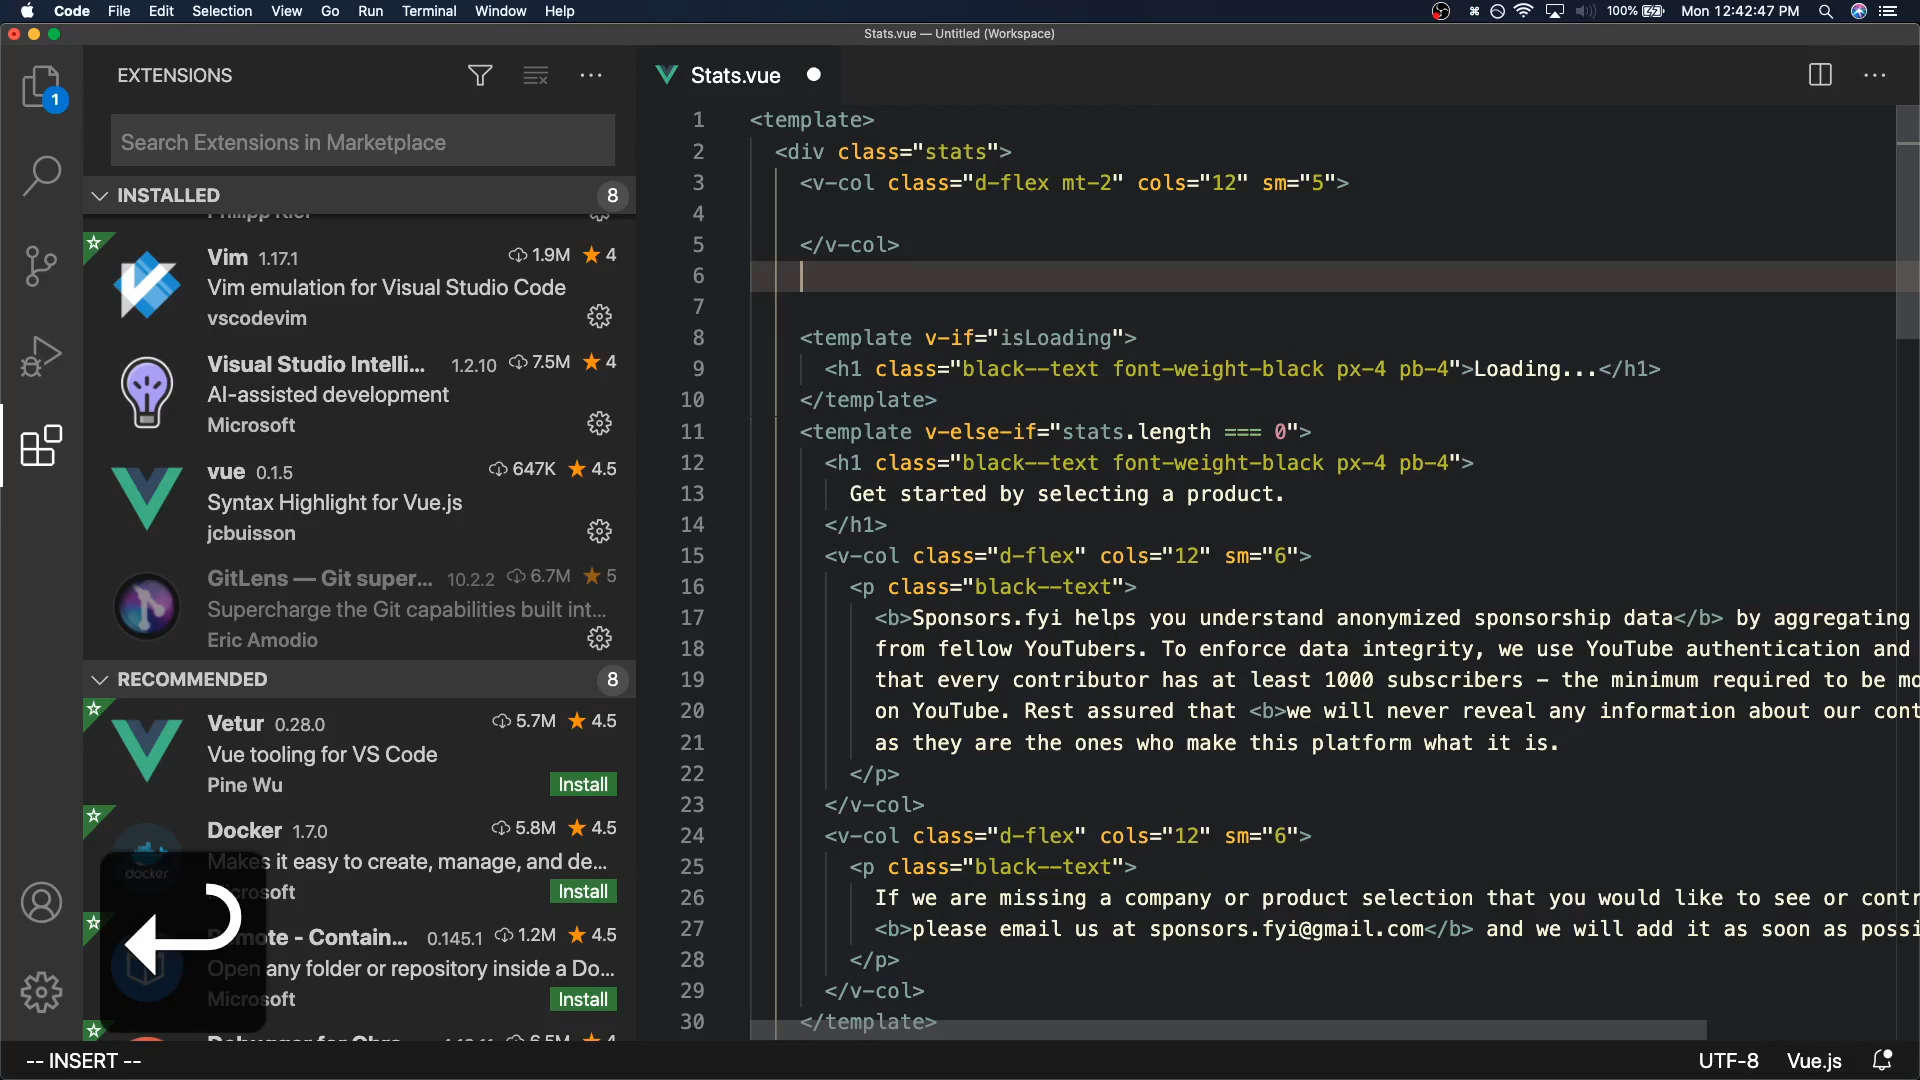 Code File Edit Selection View Go Run Terminal Window Help 100% Mon 12:42:47 PM
Stats.vue — Untitled (Workspace)
EXTENSIONS
Search Extensions in Marketplace
INSTALLED 8
Vim 1.17.1 1.9M 4
Vim emulation for Visual Studio Code
vscodevim
Visual Studio Intelli... 1.2.10 7.5M 4
AI-assisted development
Microsoft
vue 0.1.5 647K 4.5
Syntax Highlight for Vue.js
jcbuisson
GitLens — Git super... 10.2.2 6.7M 5
Supercharge the Git capabilities built int...
Eric Amodio
RECOMMENDED 8
Vetur 0.28.0 5.7M 4.5
Vue tooling for VS Code
Pine Wu Install
Docker 1.7.0 5.8M 4.5
docker
Makes it easy to create, manage, and de...
Microsoft Install
Remote - Contain... 0.145.1 1.2M 4.5
Open any folder or repository inside a Do...
Microsoft Install
1
Stats.vue
1 <template>
2 <div class="stats">
3 <v-col class="d-flex mt-2" cols="12" sm="5">
4
5 </v-col>
6
7
8 <template v-if="isLoading">
9 <h1 class="black--text font-weight-black px-4 pb-4">Loading...</h1>
10 </template>
11 <template v-else-if="stats.length === 0">
12 <h1 class="black--text font-weight-black px-4 pb-4">
13 Get started by selecting a product.
14 </h1>
15 <v-col class="d-flex" cols="12" sm="6">
16 <p class="black--text">
17 <b>Sponsors.fyi helps you understand anonymized sponsorship data</b> by aggregating
18 from fellow YouTubers. To enforce data integrity, we use YouTube authentication and
19 that every contributor has at least 1000 subscribers – the minimum required to be mo
20 on YouTube. Rest assured that <b>we will never reveal any information about our cont
21 as they are the ones who make this platform what it is.
22 </p>
23 </v-col>
24 <v-col class="d-flex" cols="12" sm="6">
25 <p class="black--text">
26 If we are missing a company or product selection that you would like to see or contr
27 <b>please email us at sponsors.fyi@gmail.com</b> and we will add it as soon as possi
28 </p>
29 </v-col>
30 </template>
-- INSERT -- UTF-8 Vue.js